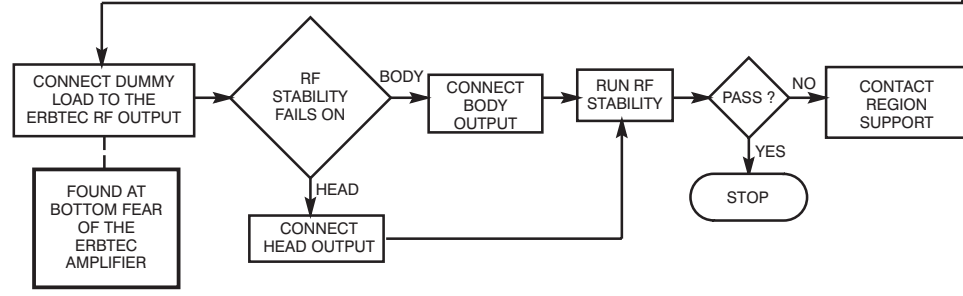 CONNECT DUMMY
LOAD TO THE
ERBTEC RF OUTPUT
FOUND AT
BOTTOM FEAR
OF THE
ERBTEC
AMPLIFIER
RF
STABILITY
FAILS ON
BODY
HEAD
CONNECT
BODY
OUTPUT
CONNECT
HEAD OUTPUT
RUN RF
STABILITY
PASS ?
NO
YES
CONTACT
REGION
SUPPORT
STOP